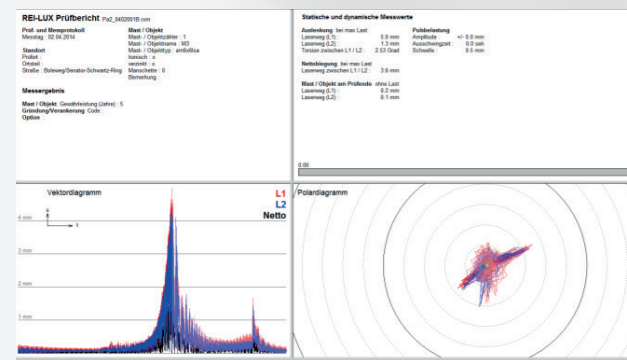 REI-LUX Prüfbericht Pa2_0402001B.rxm
Prüf- und Messprotokoll
Messtag : 02.04.2014
Standort
Prüfort :
Ortsteil :
Straße : Bolsweg/Senator-Schwartz-Ring
Messergebnis
Mast / Objekt Gewährleistung (Jahre) : 5
Gründung/Verankerung Code :
Option :
Mast / Objekt
Mast- / Objektzähler : 1
Mast- / Objektname : M3
Mast- / Objekttyp :
konisch : x
verzinkt : x
Manschette : 0
Bemerkung :
Statische und dynamische Messwerte
Auslenkung bei max Last
Laserweg (L1) : 5.0 mm
Laserweg (L2) : 1.3 mm
Torsion zwischen L1 / L2 : 2.53 Grad
Nettobiegung bei max. Last
Laserweg zwischen L1 / L2 : 3.6 mm
Mast / Objekt am Prüfende ohne Last
Laserweg (L1) : 0.2 mm
Laserweg (L2) : 0.1 mm
Pulsbelastung
Amplitude +/- 0.0 mm
Ausschwingzeit : 0.0 sek
Schwelle : 0.5 mm
0.00
Vektordiagramm
L1
L2
Netto
4 mm
3 mm
2 mm
1 mm
Polardiagramm